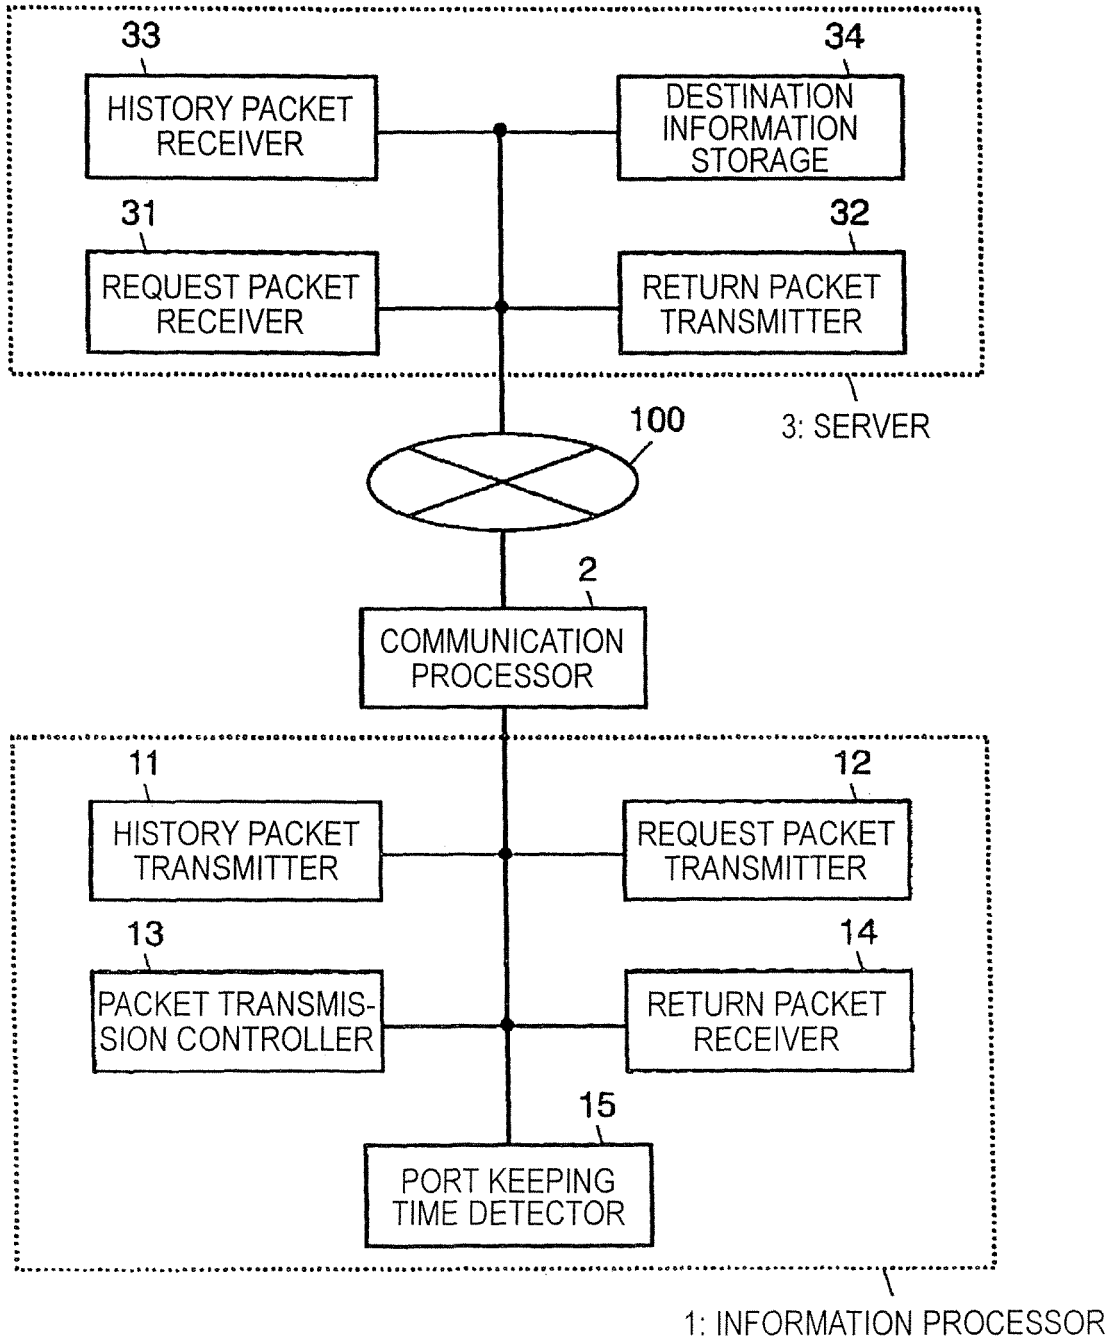 33
34
HISTORY PACKET
RECEIVER
DESTINATION
INFORMATION
STORAGE
31
32
REQUEST PACKET
RECEIVER
RETURN PACKET
TRANSMITTER
3: SERVER
100
2
COMMUNICATION
PROCESSOR
11
12
HISTORY PACKET
TRANSMITTER
REQUEST PACKET
TRANSMITTER
13
14
PACKET TRANSMIS-
SION CONTROLLER
RETURN PACKET
RECEIVER
15
PORT KEEPING
TIME DETECTOR
1: INFORMATION PROCESSOR